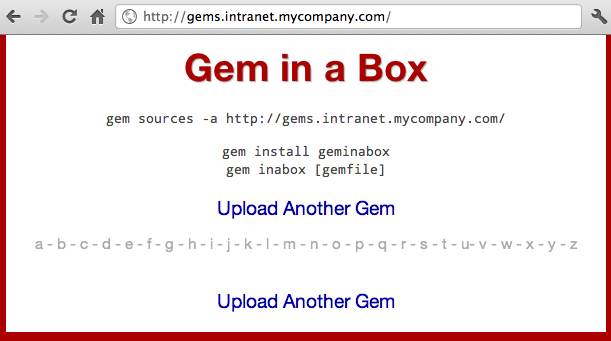 http://gems.intranet.mycompany.com/
Gem in a Box
gem sources -a http://gems.intranet.mycompany.com/
gem install geminabox
gem inabox [gemfile]
Upload Another Gem
a - b - c - d - e - f - g - h - i - j - k - l - m - n - o - p - q - r - s - t - u - v - w - x - y - z
Upload Another Gem